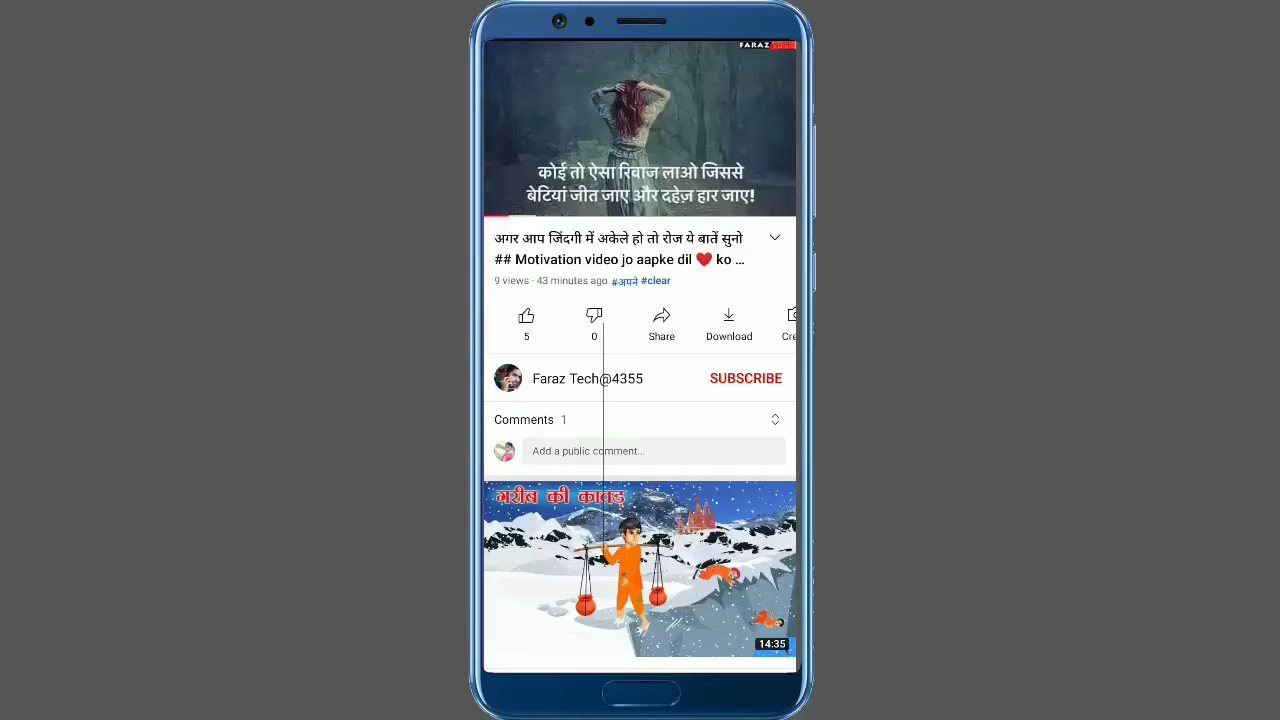 FARAZ
कोई तो ऐसा रिवाज लाओ जिससे
बेटियां जीत जाए और दहेज़ हार जाए!
अगर आप जिंदगी में अकेले हो तो रोज ये बातें सुनो
## Motivation video jo aapke dil ❤️ ko ...
9 views · 43 minutes ago #अपने #clear
5 0 Share Download Cre
Faraz Tech@4355 SUBSCRIBE
Comments 1
Add a public comment...
गरीब की कावड़
14:35